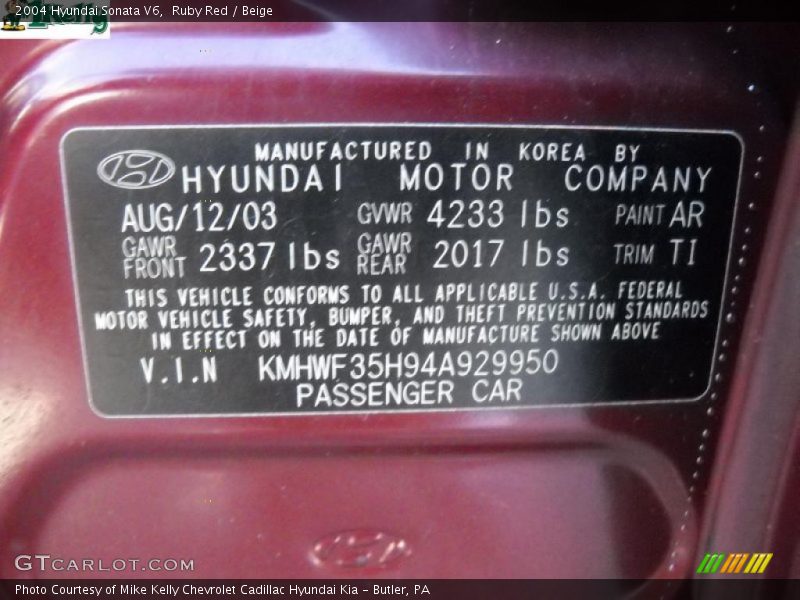 2004 Hyundai Sonata V6, Ruby Red / Beige
Kelly
MANUFACTURED IN KOREA BY
HYUNDAI MOTOR COMPANY
AUG/12/03 GVWR 4233 lbs PAINT AR
GAWR FRONT 2337 lbs GAWR REAR 2017 lbs TRIM TI
THIS VEHICLE CONFORMS TO ALL APPLICABLE U.S.A. FEDERAL
MOTOR VEHICLE SAFETY, BUMPER, AND THEFT PREVENTION STANDARDS
IN EFFECT ON THE DATE OF MANUFACTURE SHOWN ABOVE
V.I.N KMHWF35H94A929950
PASSENGER CAR
GTCARLOT.COM
Photo Courtesy of Mike Kelly Chevrolet Cadillac Hyundai Kia – Butler, PA